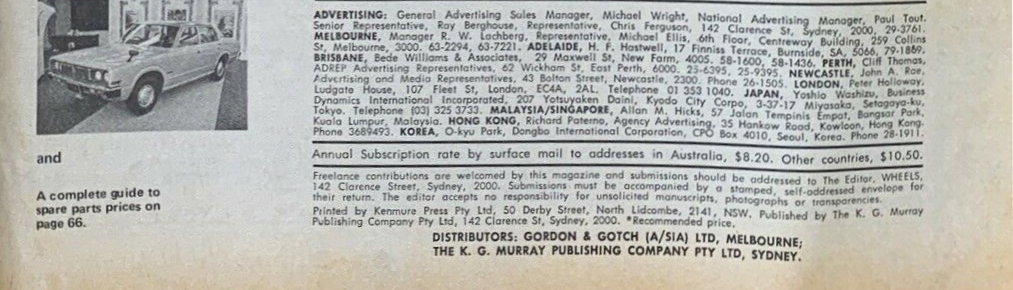 and
A complete guide to
spare parts prices on
page 66.
ADVERTISING: General Advertising Sales Manager, Michael Wright, National Advertising Manager, Paul Tout.
Senior Representative, Ray Berghouse, Representative, Chris Ferguson, 142 Clarence St, Sydney, 2000, 29-3761.
MELBOURNE, Manager R. W. Lachberg, Representative, Michael Ellis, 6th Floor, Centreway Building, 259 Collins
St, Melbourne, 3000. 63-2294, 63-7221. ADELAIDE, H. F. Hastwell, 17 Finniss Terrace, Burnside, SA, 5066, 79-1869.
BRISBANE, Bede Williams & Associates, 29 Maxwell St, New Farm, 4005. 58-1600, 58-1436. PERTH, Cliff Thomas,
ADREP Advertising Representatives, 62 Wickham St, East Perth, 6000. 25-6395, 25-9395. NEWCASTLE, John A. Rae,
Advertising and Media Representatives, 43 Bolton Street, Newcastle, 2300. Phone 26-1505. LONDON, Peter Holloway,
Ludgate House, 107 Fleet St, London, EC4A, 2AL. Telephone 01 353 1040. JAPAN, Yoshio Washizu, Business
Dynamics International Incorporated, 207 Yotsuyaken Daini, Kyodo City Corpo, 3-37-17 Miyasaka, Setagaya-ku,
Tokyo. Telephone (03) 325 3733. MALAYSIA/SINGAPORE, Allan M. Hicks, 57 Jalan Tempinis Empat, Bangsar Park,
Kuala Lumpur, Malaysia. HONG KONG, Richard Paterno, Agency Advertising, 35 Hankow Road, Kowloon, Hong Kong.
Phone 3689493. KOREA, O-kyu Park, Dongbo International Corporation, CPO Box 4010, Seoul, Korea. Phone 28-1911.
Annual Subscription rate by surface mail to addresses in Australia, $8.20. Other countries, $10.50.
Freelance contributions are welcomed by this magazine and submissions should be addressed to The Editor, WHEELS,
142 Clarence Street, Sydney, 2000. Submissions must be accompanied by a stamped, self-addressed envelope for
their return. The editor accepts no responsibility for unsolicited manuscripts, photographs or transparencies.
Printed by Kenmure Press Pty Ltd, 50 Derby Street, North Lidcombe, 2141, NSW. Published by The K. G. Murray
Publishing Company Pty Ltd, 142 Clarence St, Sydney, 2000. *Recommended price.
DISTRIBUTORS: GORDON & GOTCH (A/SIA) LTD, MELBOURNE;
THE K. G. MURRAY PUBLISHING COMPANY PTY LTD, SYDNEY.